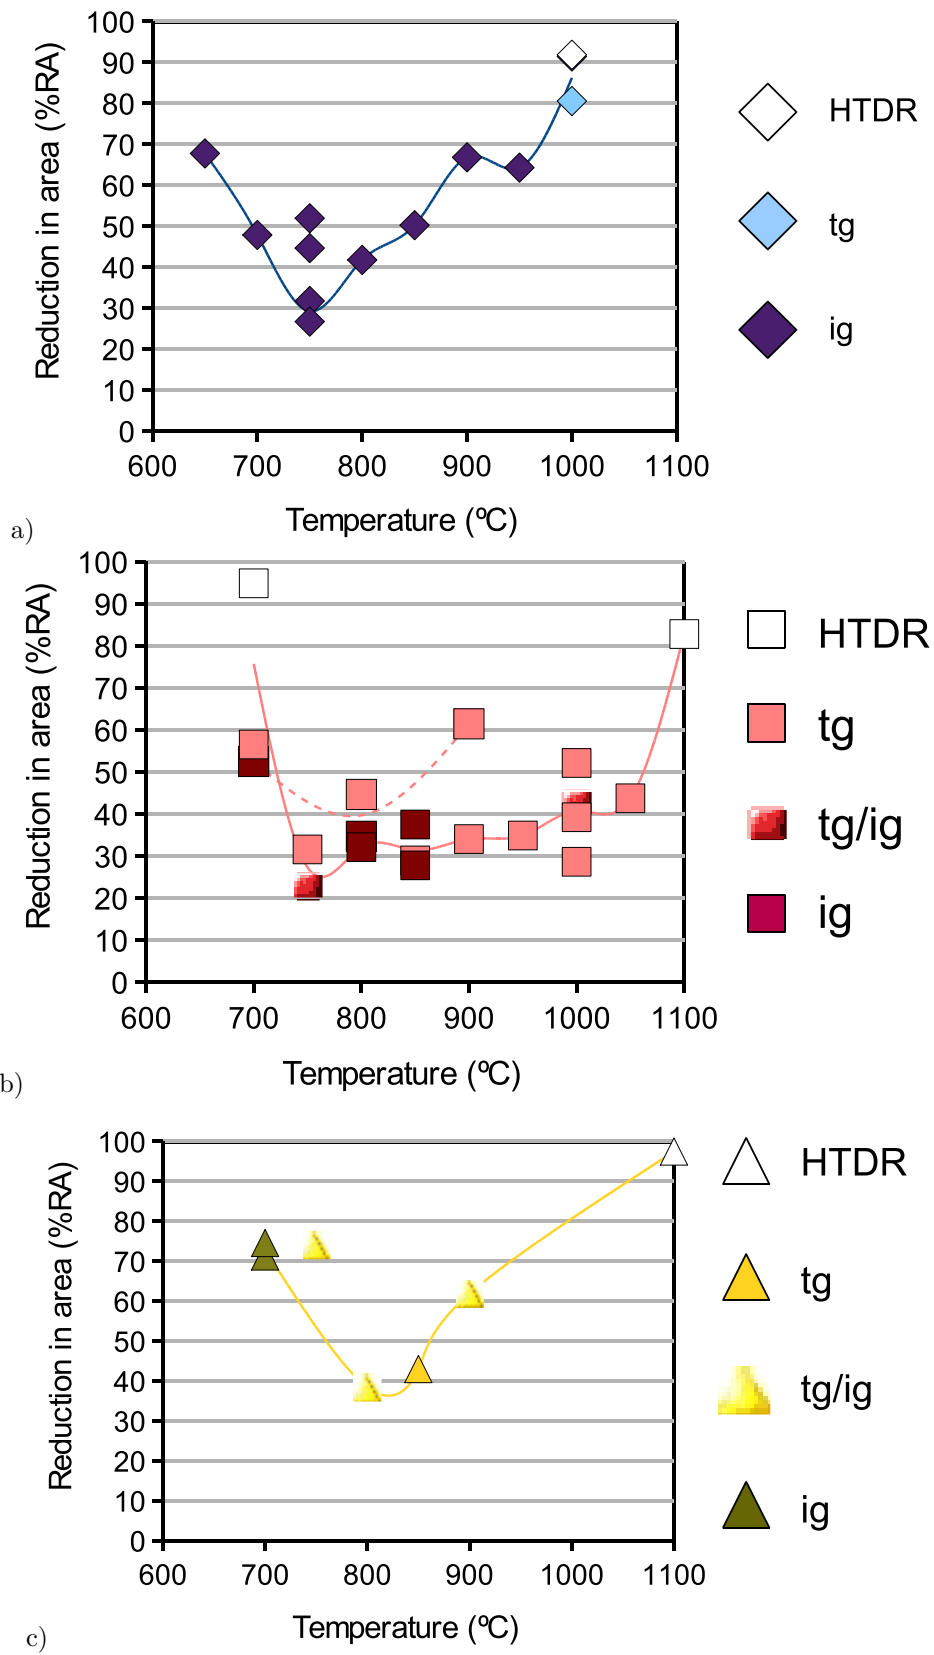 100
90
80
70
60
50
40
30
20
10
0
Reduction in area (%RA)
600 700 800 900 1000 1100
Temperature (ºC)
HTDR
tg
ig
a)
100
90
80
70
60
50
40
30
20
10
0
Reduction in area (%RA)
600 700 800 900 1000 1100
Temperature (ºC)
HTDR
tg
tg/ig
ig
b)
100
90
80
70
60
50
40
30
20
10
0
Reduction in area (%RA)
600 700 800 900 1000 1100
Temperature (ºC)
HTDR
tg
tg/ig
ig
c)